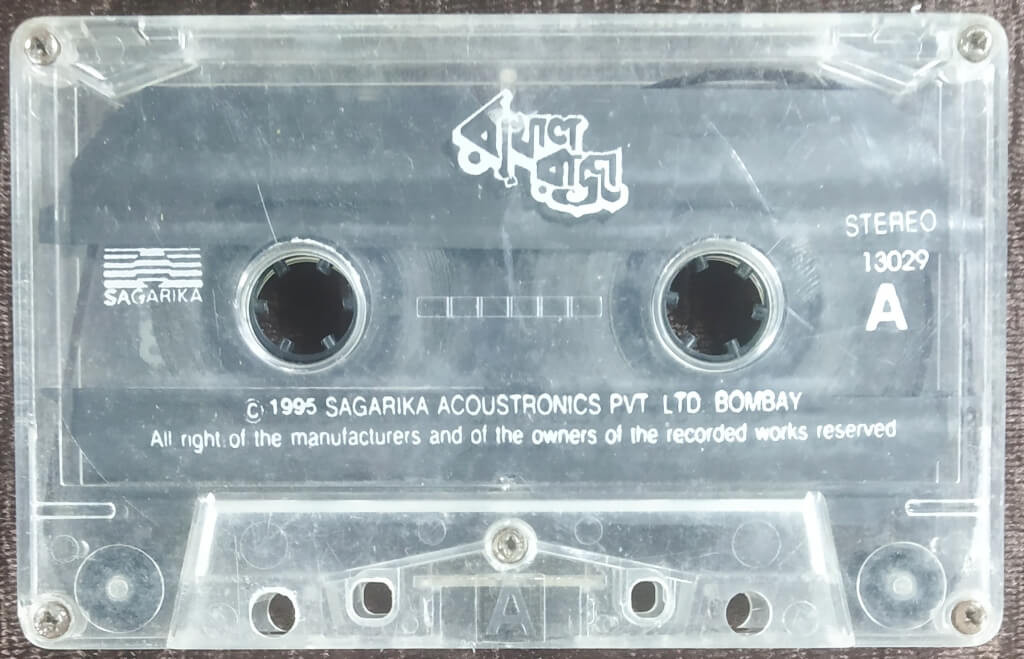 রাখাল
রাজা
STEREO
SAGARIKA
13029
A
© 1995 SAGARIKA ACOUSTRONICS PVT LTD. BOMBAY
All right of the manufacturers and of the owners of the recorded works reserved
A